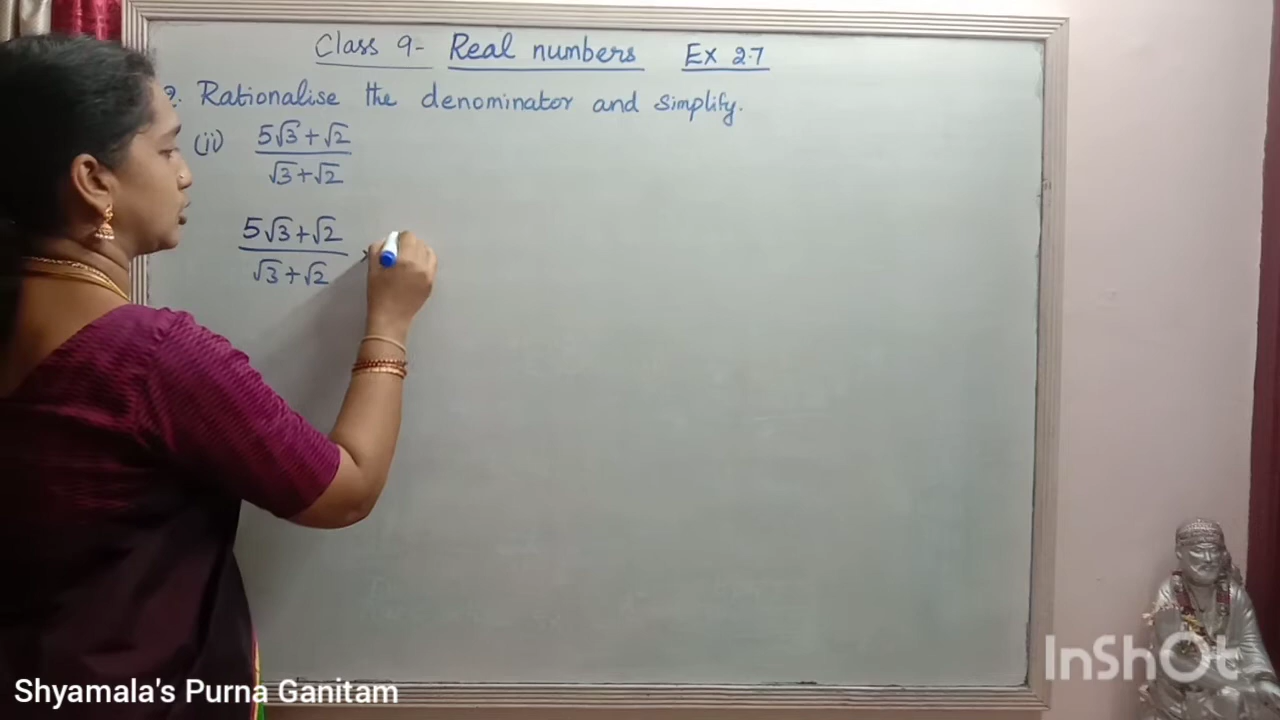 Class 9- Real numbers Ex 2.7
2. Rationalise the denominator and simplify.
(ii) 5√3+√2
√3+√2
5√3+√2
√3+√2
Shyamala's Purna Ganitam
InShOt